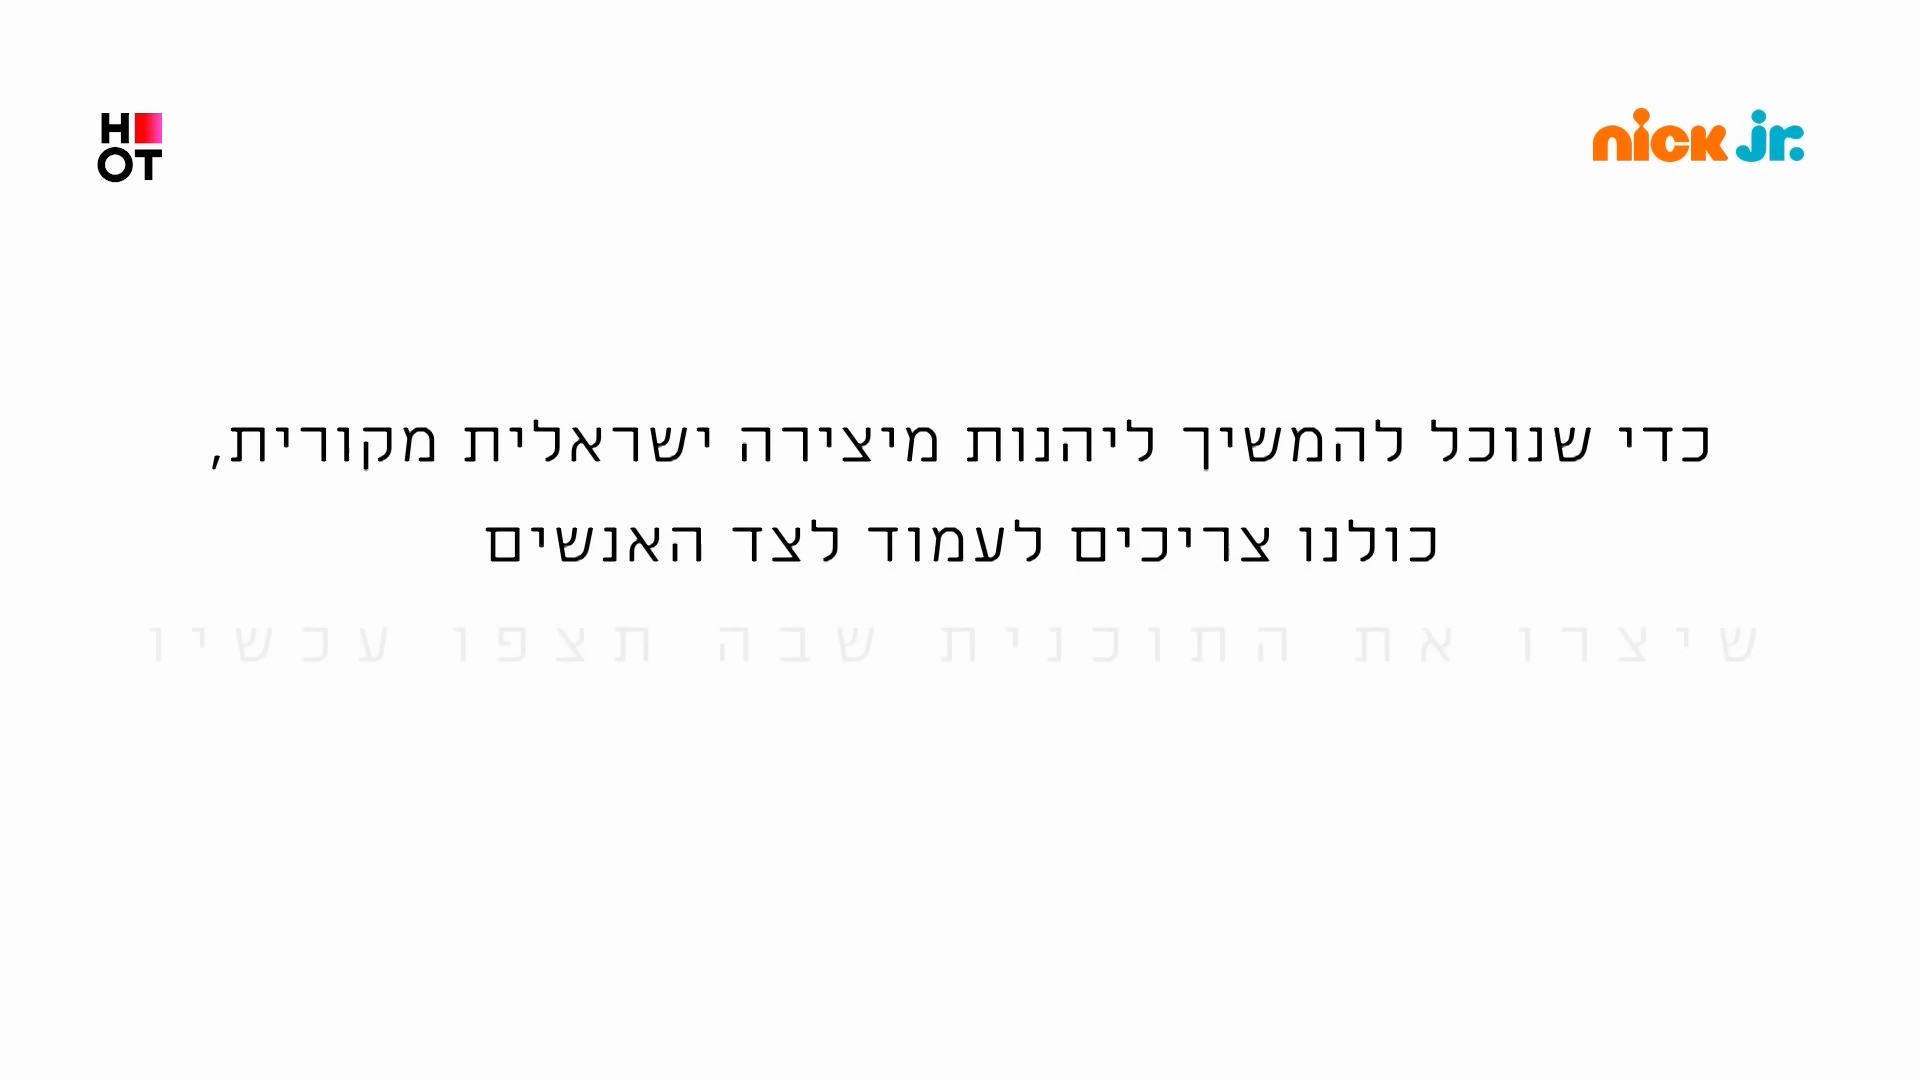 H
OT
nick jr.
כדי שנוכל להמשיך ליהנות מיצירה ישראלית מקורית,
כולנו צריכים לעמוד לצד האנשים
שיצרו את התוכנית שבה תצפו עכשיו